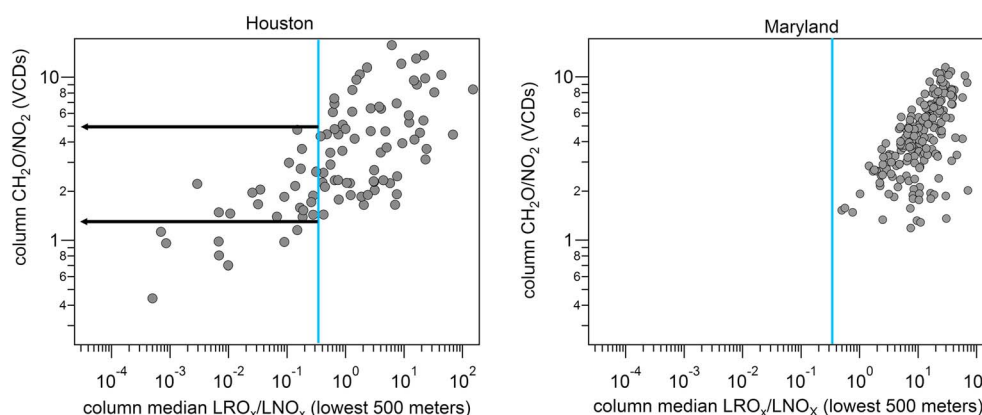 Houston
column CH₂O/NO₂ (VCDs)
10
8
6
4
2
1
8
6
4
10⁻⁴ 10⁻³ 10⁻² 10⁻¹ 10⁰ 10¹ 10²
column median LROₓ/LNOₓ (lowest 500 meters)
Maryland
column CH₂O/NO₂ (VCDs)
10
8
6
4
2
1
8
6
4
10⁻⁴ 10⁻³ 10⁻² 10⁻¹ 10⁰ 10¹ 10²
column median LROₓ/LNOₓ (lowest 500 meters)